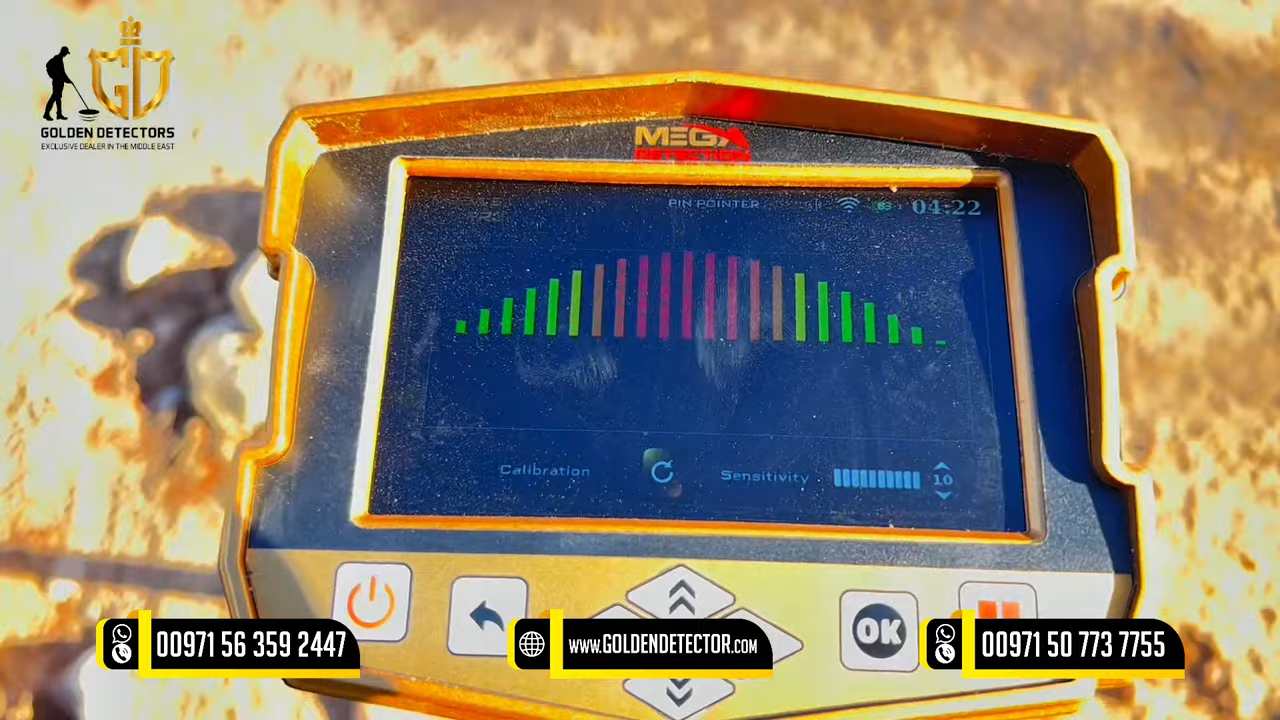 GD
GOLDEN DETECTORS
EXCLUSIVE DEALER IN THE MIDDLE EAST
MEGA
PIN POINTER
04:22
Calibration
Sensitivity
10
OK
00971 56 359 2447
www.GOLDENDETECTOR.com
00971 50 773 7755